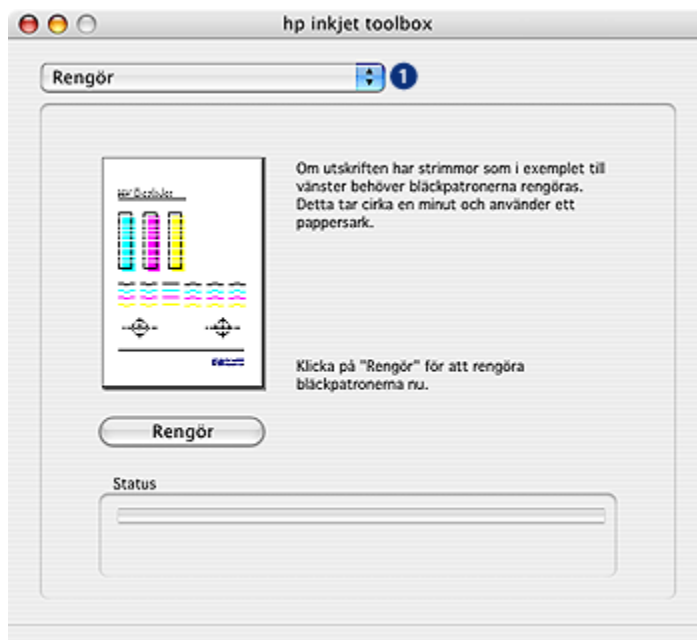 hp inkjet toolbox
Rengör
1
Om utskriften har strimmor som i exemplet till
vänster behöver bläckpatronerna rengöras.
Detta tar cirka en minut och använder ett
pappersark.
Klicka på "Rengör" för att rengöra
bläckpatronerna nu.
Rengör
Status